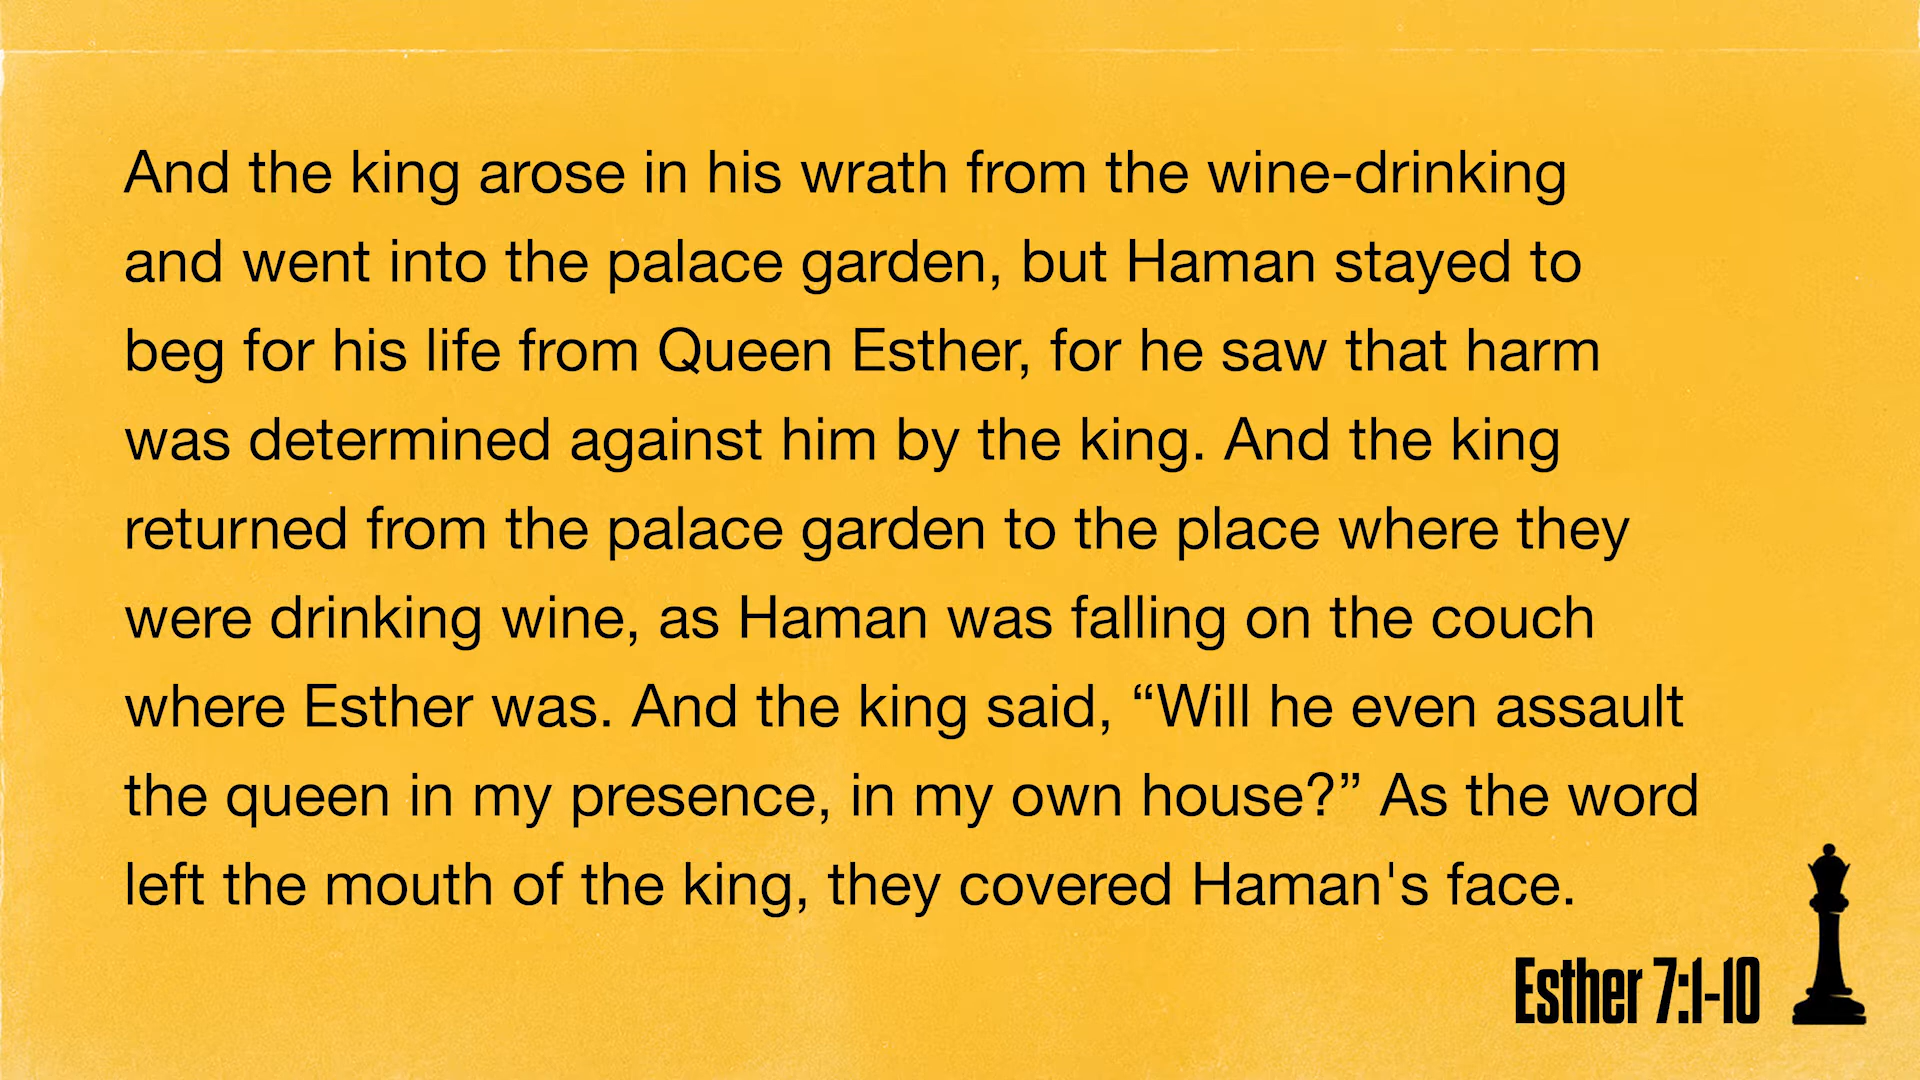 And the king arose in his wrath from the wine-drinking
and went into the palace garden, but Haman stayed to
beg for his life from Queen Esther, for he saw that harm
was determined against him by the king. And the king
returned from the palace garden to the place where they
were drinking wine, as Haman was falling on the couch
where Esther was. And the king said, “Will he even assault
the queen in my presence, in my own house?” As the word
left the mouth of the king, they covered Haman's face.
Esther 7:1-10